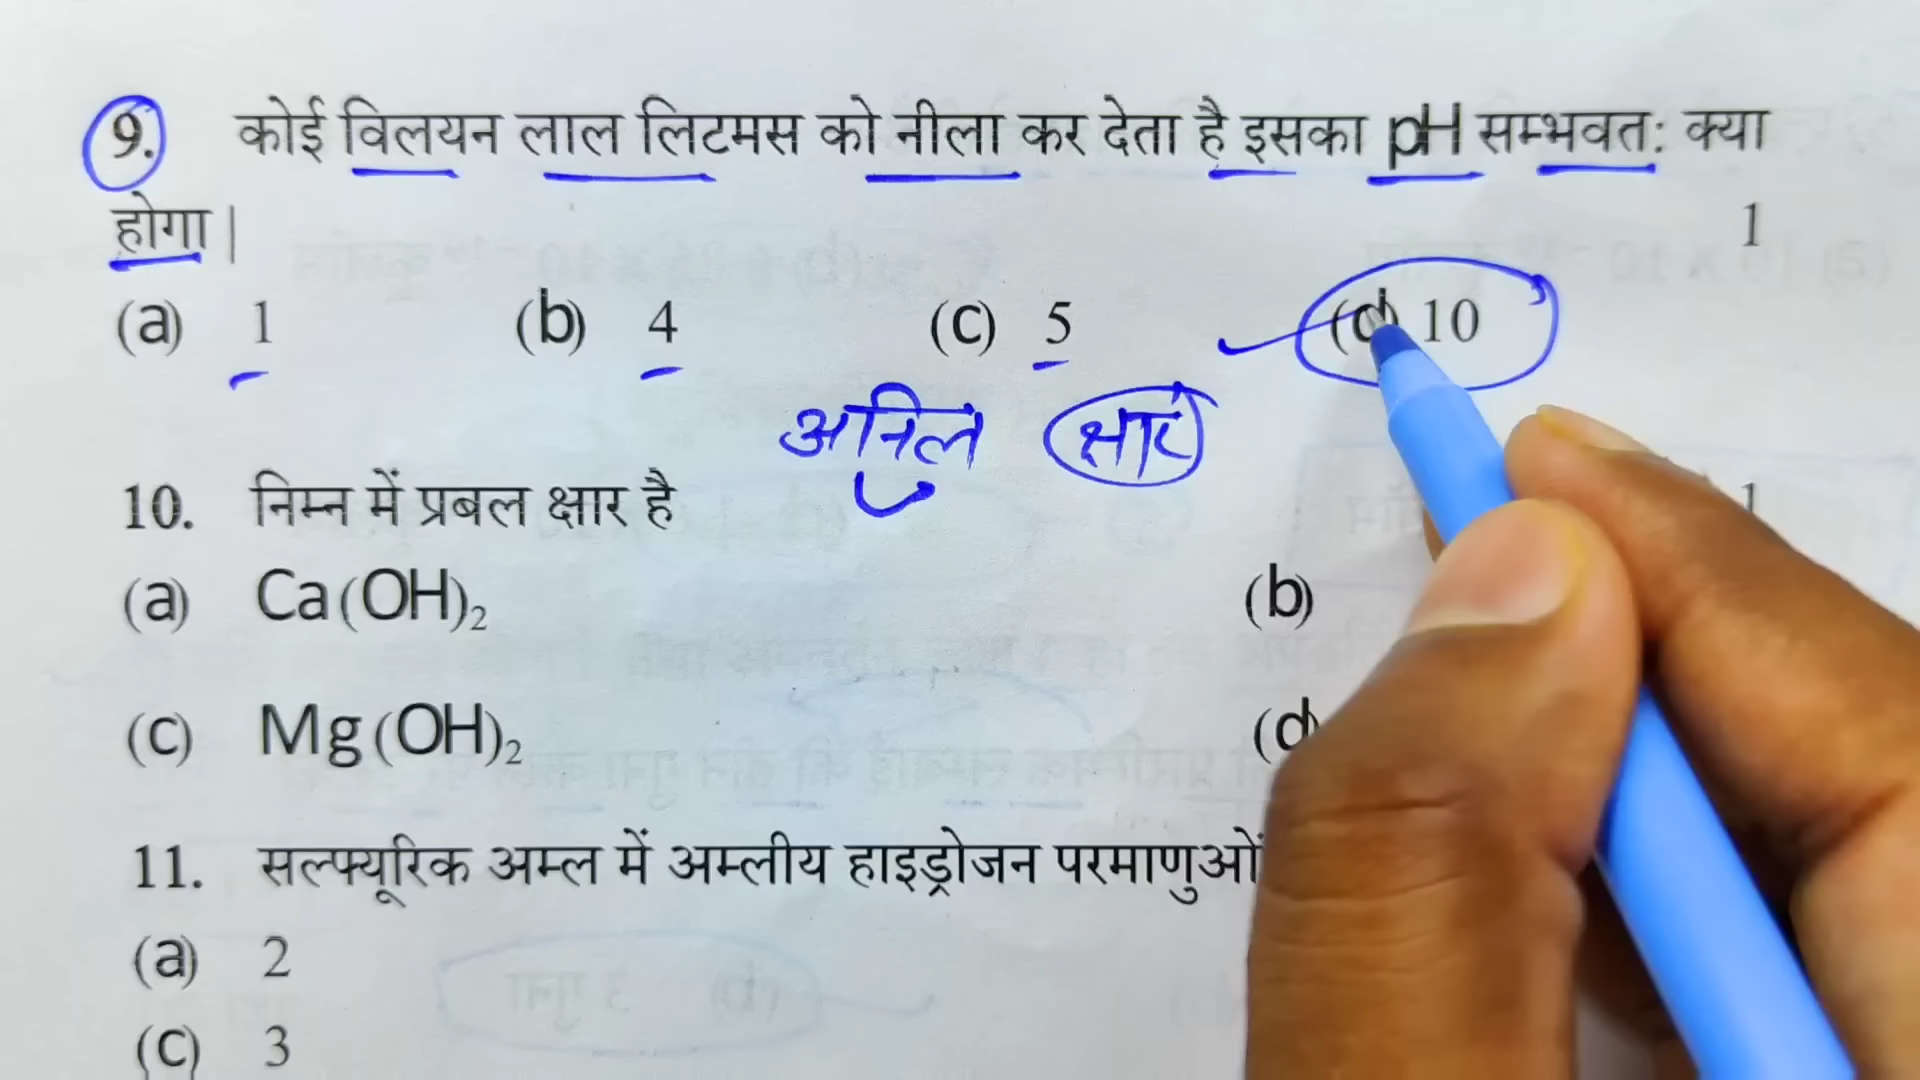 9. कोई विलयन लाल लिटमस को नीला कर देता है इसका pH सम्भवत: क्या
होगा | 1
(a) 1 (b) 4 (c) 5 (d) 10
अनिल क्षार
10. निम्न में प्रबल क्षार है 1
(a) Ca(OH)₂ (b)
(c) Mg(OH)₂ (d)
11. सल्फ्यूरिक अम्ल में अम्लीय हाइड्रोजन परमाणुओं
(a) 2
(c) 3